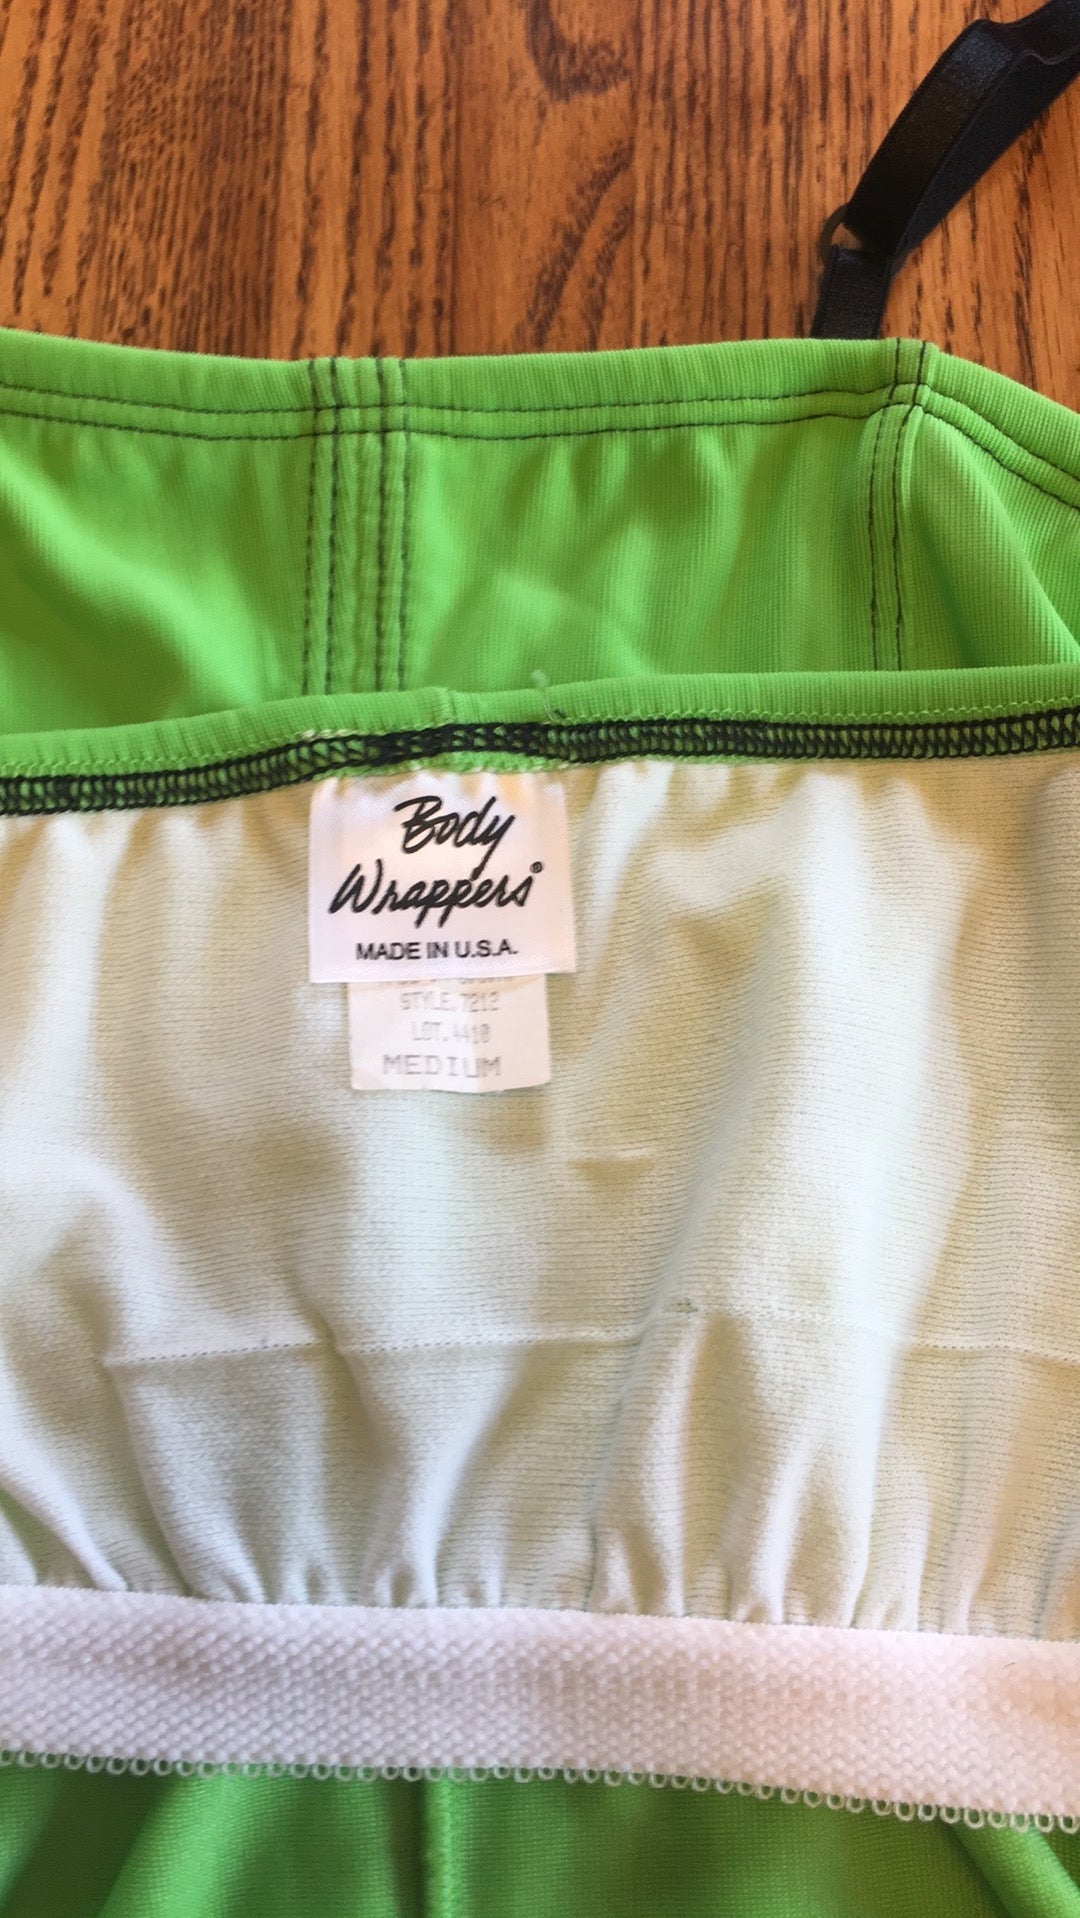 Body
Wrappers®
MADE IN U.S.A.
STYLE.7212
LOT.4410
MEDIUM